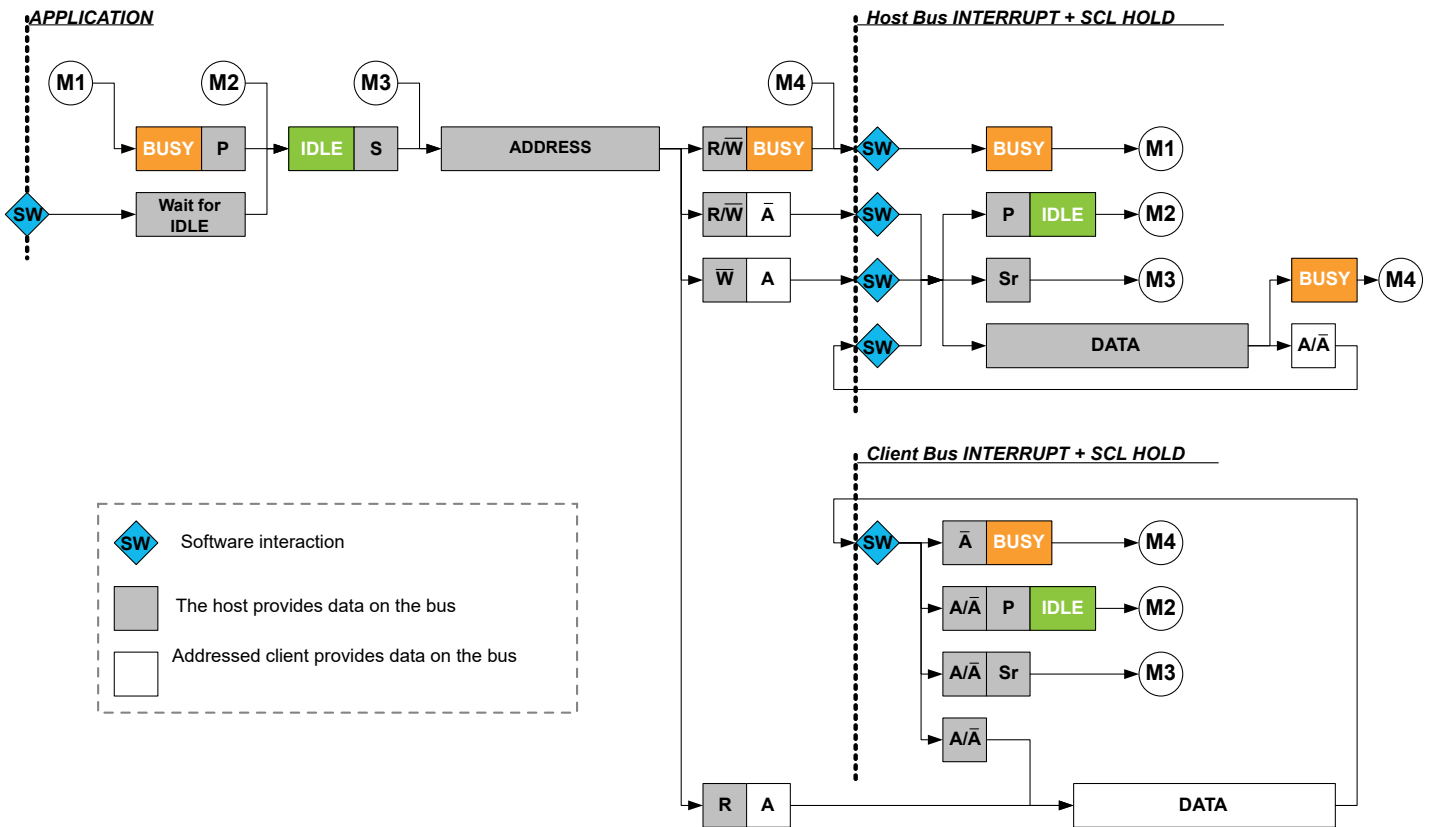 APPLICATION
Host Bus INTERRUPT + SCL HOLD
M1
M2
M3
M4
BUSY P
IDLE S
ADDRESS
R/W̅ BUSY
SW
BUSY
M1
SW
Wait for
IDLE
R/W̅ A̅
SW
P IDLE
M2
W̅ A
SW
Sr
M3
BUSY
M4
SW
DATA
A/A̅
Client Bus INTERRUPT + SCL HOLD
SW
A̅ BUSY
M4
A/A̅ P IDLE
M2
A/A̅ Sr
M3
A/A̅
R A
DATA
SW Software interaction
The host provides data on the bus
Addressed client provides data on the bus